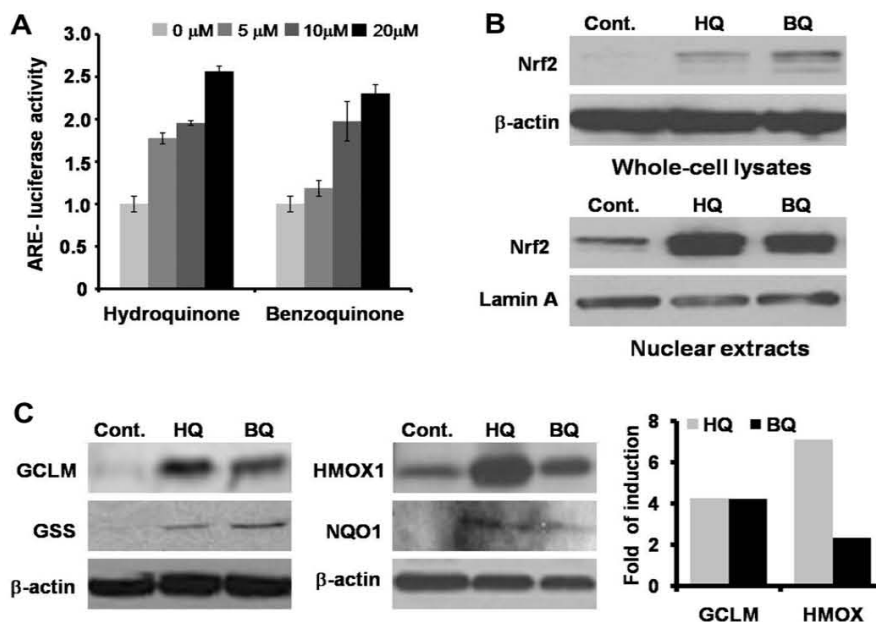 A
0 μM 5 μM 10μM 20μM
ARE- luciferase activity
3.0
2.5
2.0
1.5
1.0
0.5
0.0
Hydroquinone Benzoquinone
B
Cont. HQ BQ
Nrf2
β-actin
Whole-cell lysates
Cont. HQ BQ
Nrf2
Lamin A
Nuclear extracts
C
Cont. HQ BQ
GCLM
GSS
β-actin
Cont. HQ BQ
HMOX1
NQO1
β-actin
HQ BQ
Fold of induction
8
6
4
2
0
GCLM HMOX